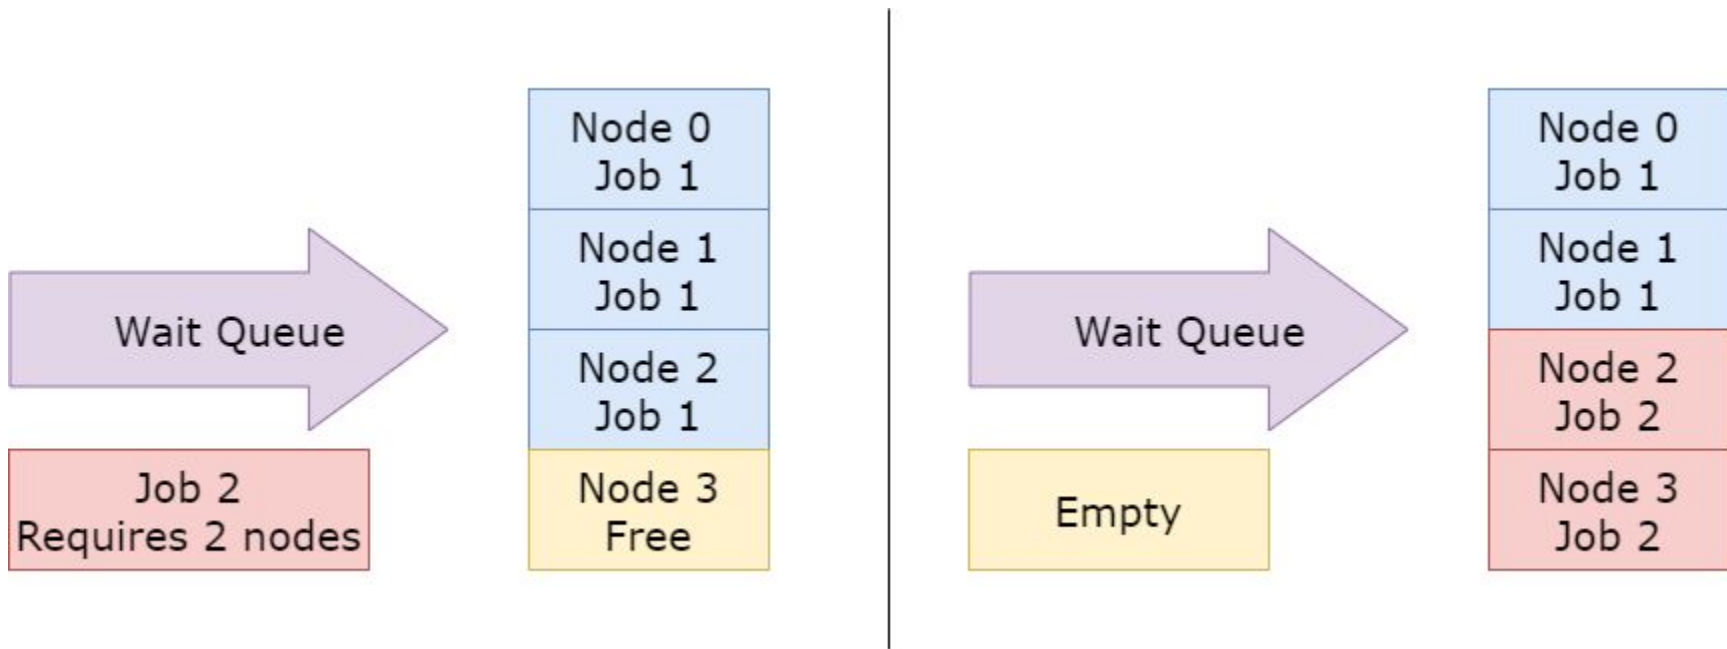 Node 0
Job 1
Node 1
Job 1
Wait Queue
Node 2
Job 1
Job 2
Requires 2 nodes
Node 3
Free
Node 0
Job 1
Node 1
Job 1
Wait Queue
Node 2
Job 2
Empty
Node 3
Job 2